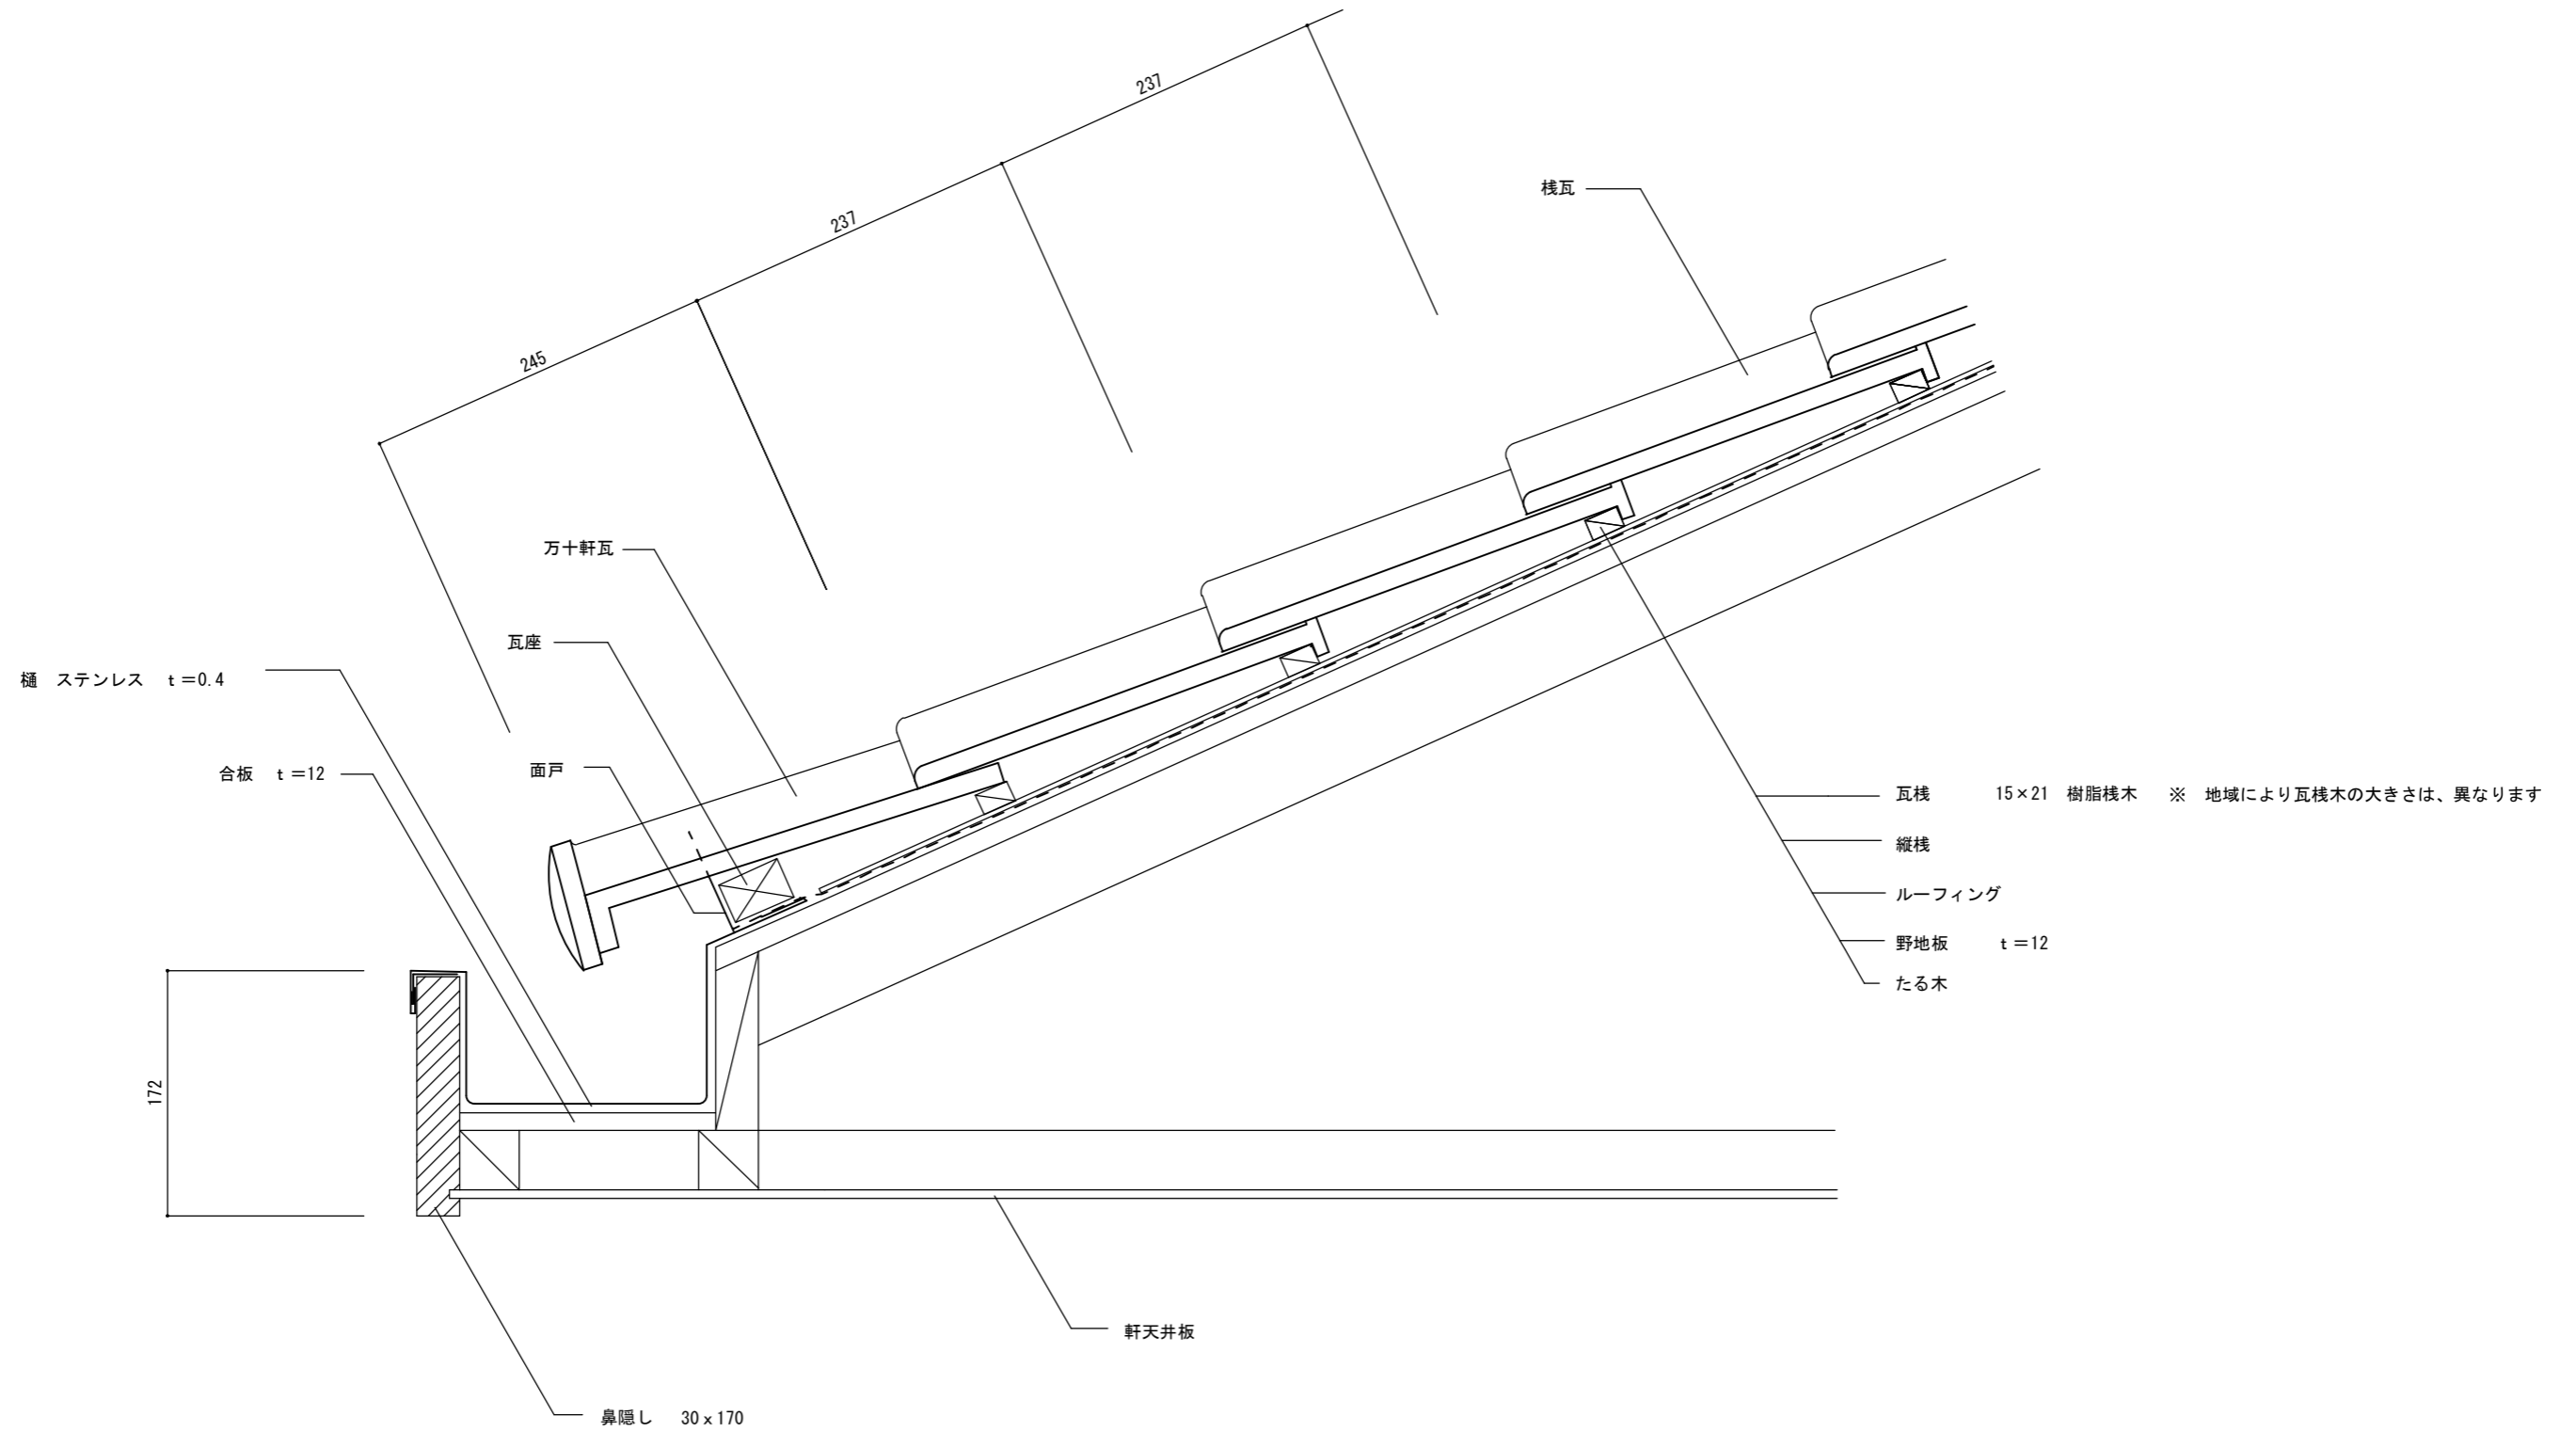 237
237
245
桟瓦
万十軒瓦
瓦座
樋　ステンレス　ｔ＝0.4
面戸
合板　ｔ＝12
瓦桟　15×21　樹脂桟木　※　地域により瓦桟木の大きさは、異なります
縦桟
ルーフィング
野地板　ｔ＝12
たる木
172
軒天井板
鼻隠し　30ｘ170